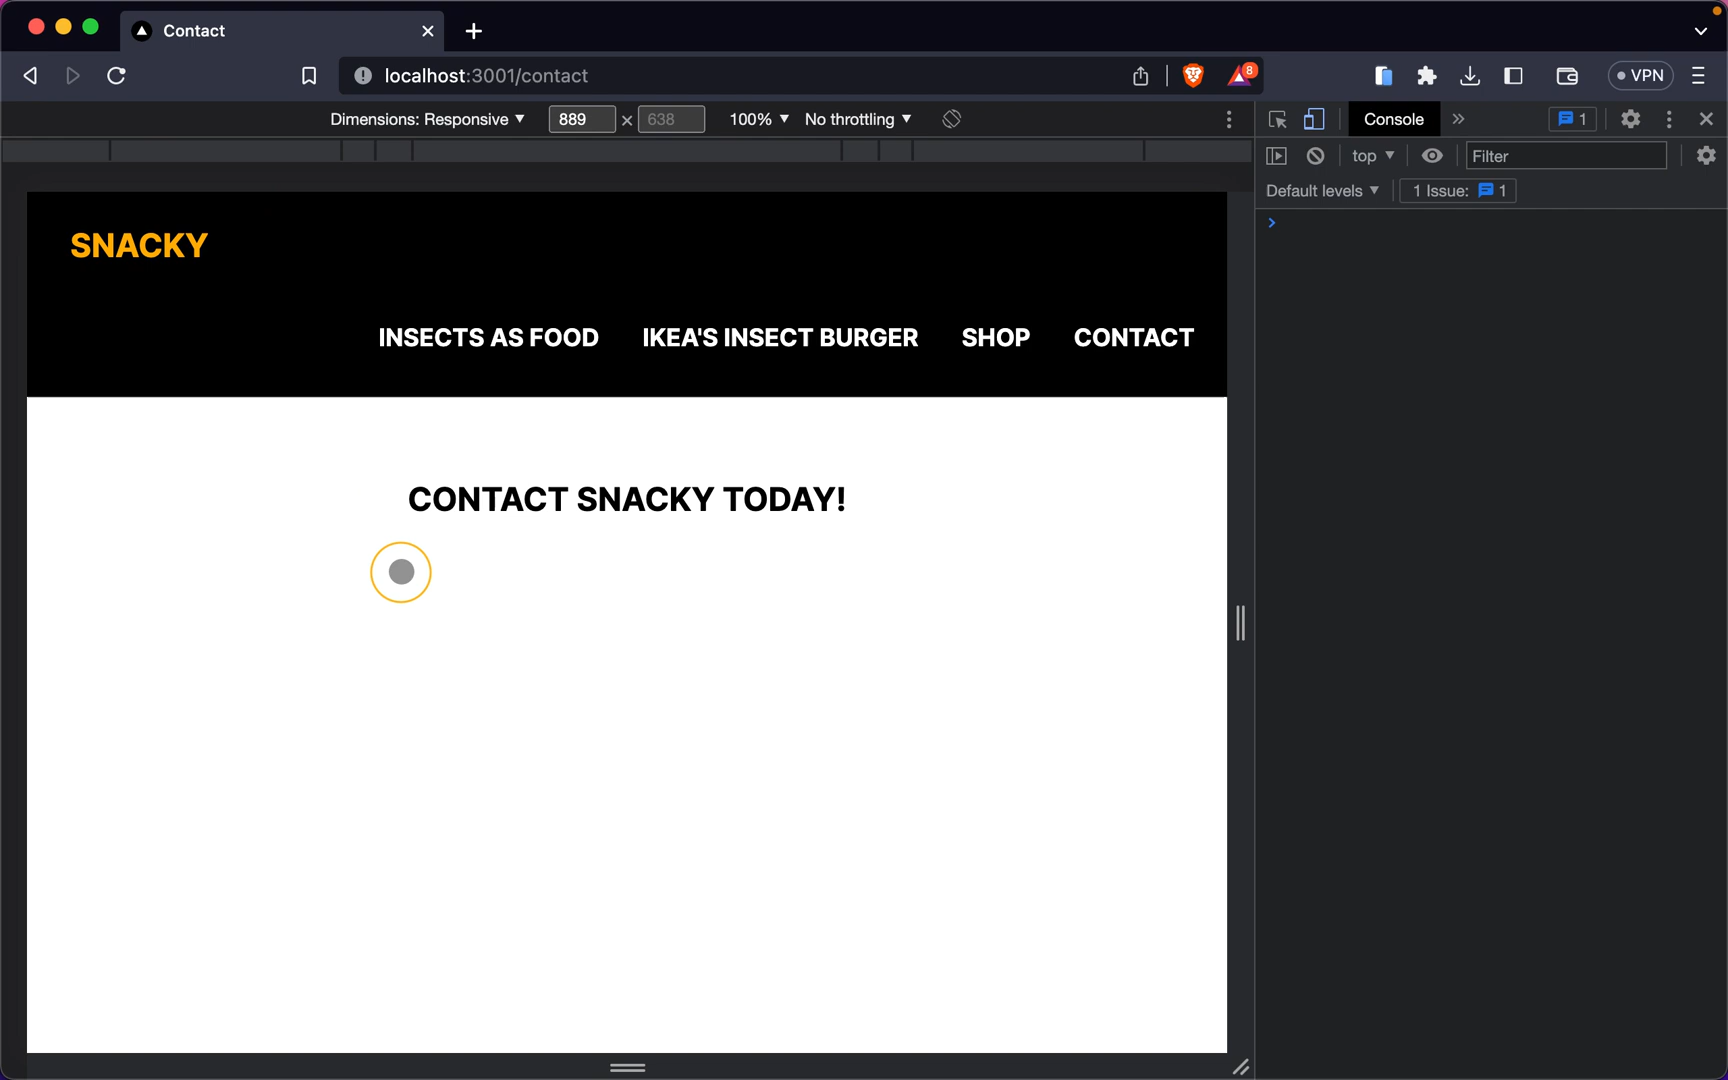 Contact
localhost:3001/contact
8
VPN
Dimensions: Responsive ▼ 889 × 638 100% ▼ No throttling ▼
Console
1
top ▼
Filter
Default levels ▼
1 Issue: 1
SNACKY
INSECTS AS FOOD IKEA'S INSECT BURGER SHOP CONTACT
CONTACT SNACKY TODAY!